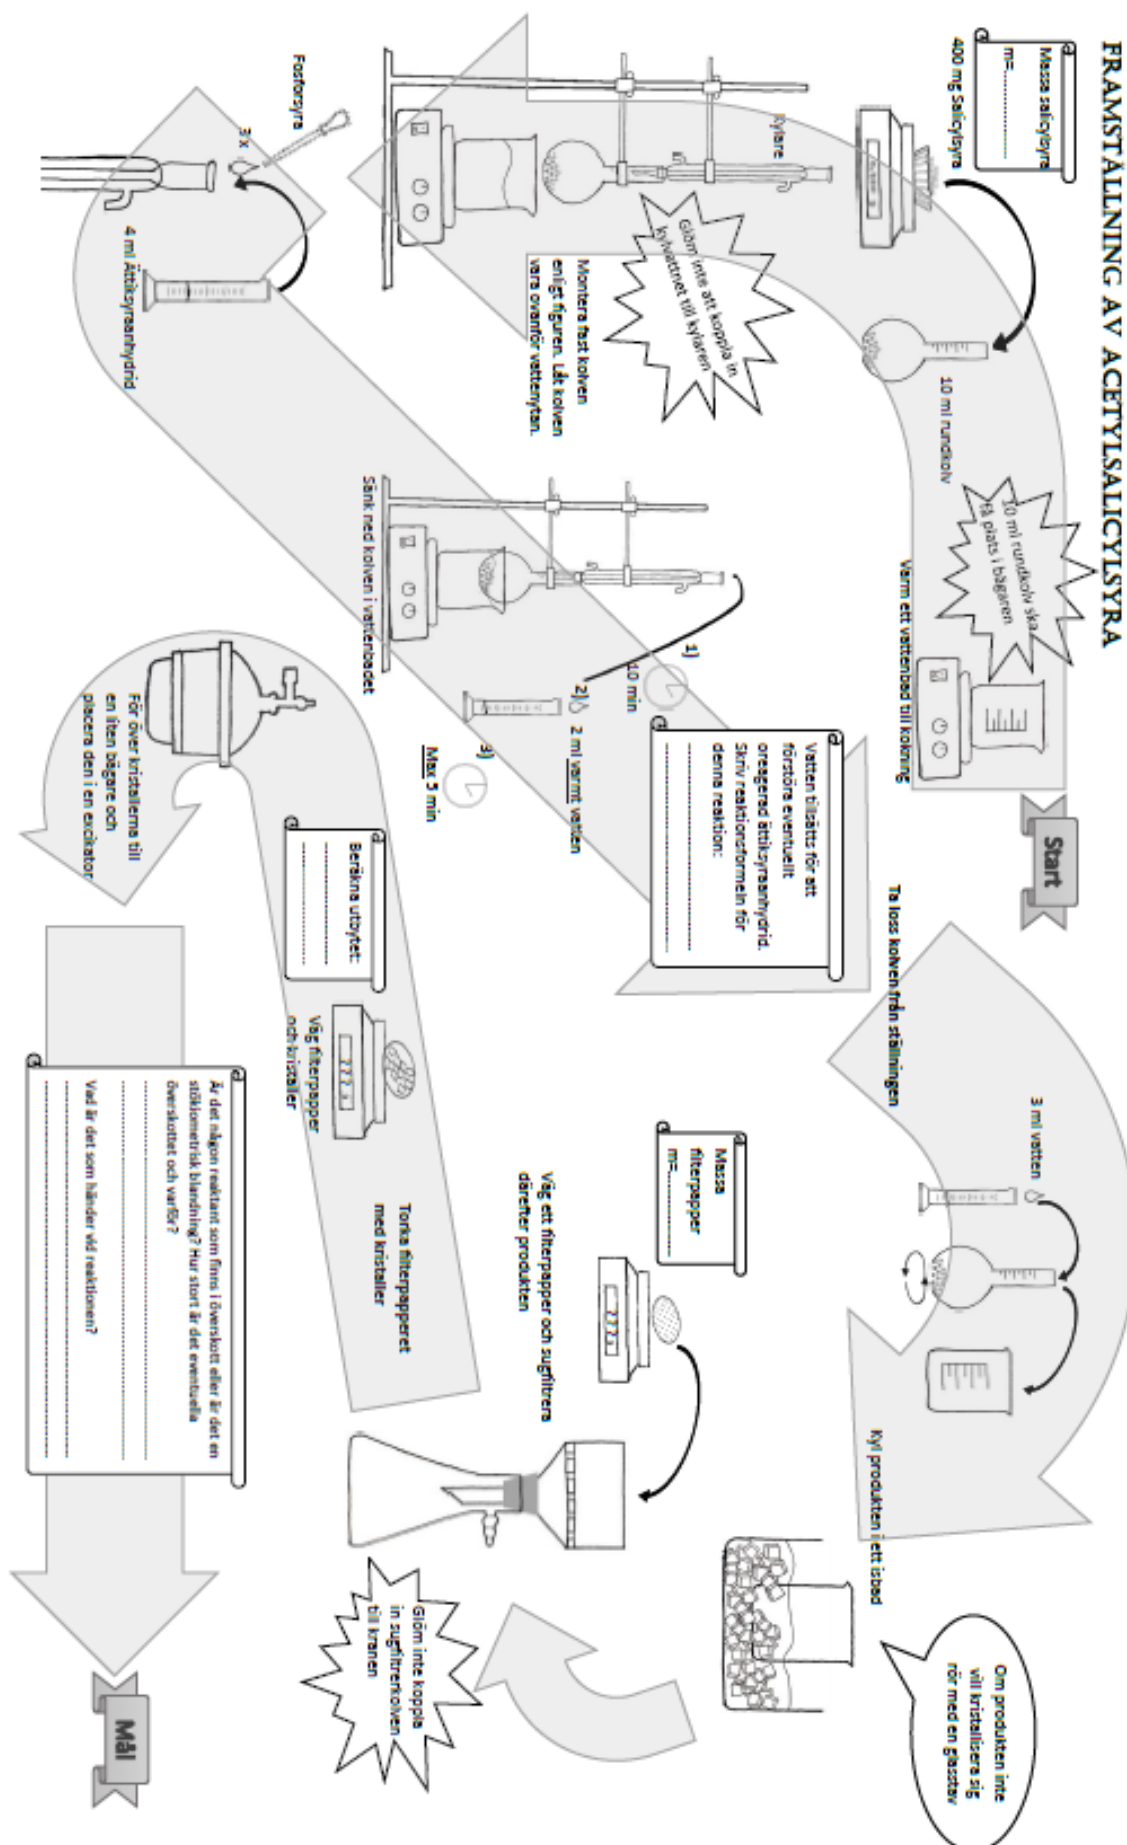 FRAMSTÄLLNING AV ACETYLSALICYLSYRA
Start
10 ml rundkolv ska
få plats i bägaren
Värm ett vattenbad till kokning
Massa salicylsyra
m=..................
400 mg Salicylsyra
10 ml rundkolv
Kylare
Glöm inte att koppla in
kylvattnet till kylaren
Montera fast kolven
enligt figuren. Låt kolven
vara ovanför vattenytan.
Fosforsyra
3 x
4 ml Ättiksyraanhydrid
Sänk ned kolven i vattenbadet
1)
10 min
2)
2 ml varmt vatten
3)
Max 5 min
Vatten tillsätts för att
förstöra eventuellt
oreagerad ättiksyraanhydrid.
Skriv reaktionsformeln för
denna reaktion:
Ta loss kolven från ställningen
3 ml vatten
Kyl produkten i ett isbad
Om produkten inte
vill kristallisera sig
rör med en glasstav
Glöm inte koppla
in sugfiltrerkolven
till kranen
Massa
filterpapper
m=..................
???g
Väg ett filterpapper och sugfiltrera
därefter produkten
Torka filterpapperet
med kristaller
???g
Väg filterpapper
och kristaller
Beräkna utbytet:
För över kristallerna till
en liten bägare och
placera den i en excikator
Är det någon reaktant som finns i överskott eller är det en
stökiometrisk blandning? Hur stort är det eventuella
överskottet och varför?
Vad är det som händer vid reaktionen?
Mål